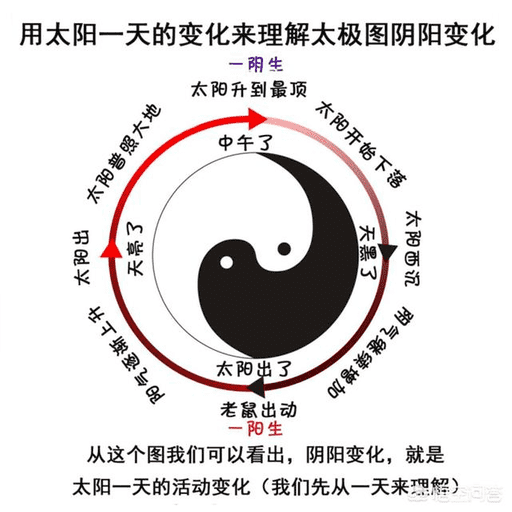 用太阳一天的变化来理解太极图阴阳变化
一阴生
太阳升到最顶
中午了
太阳普照大地
太阳开始下落
太阳出
天亮了
天黑了
太阳西沉
阳气逐渐上升
阳气继续增加
太阳出了
老鼠出动
一阳生
从这个图我们可以看出，阴阳变化，就是
太阳一天的活动变化（我们先从一天来理解）